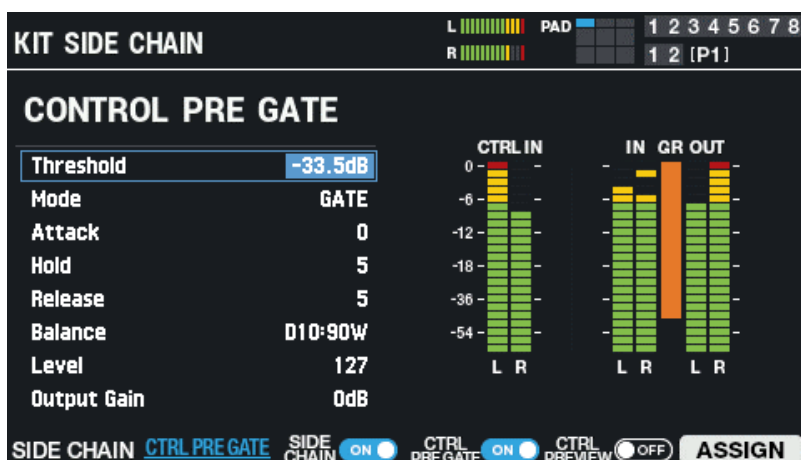 KIT SIDE CHAIN
L PAD 1 2 3 4 5 6 7 8
R 1 2 [P1]
CONTROL PRE GATE
CTRL IN IN GR OUT
Threshold -33.5dB
Mode GATE
Attack 0
Hold 5
Release 5
Balance D10:90W
Level 127
Output Gain 0dB
0
-6
-12
-18
-36
-54
L R L R L R
SIDE CHAIN CTRL PRE GATE SIDE CHAIN ON CTRL PRE GATE ON CTRL PREVIEW OFF ASSIGN